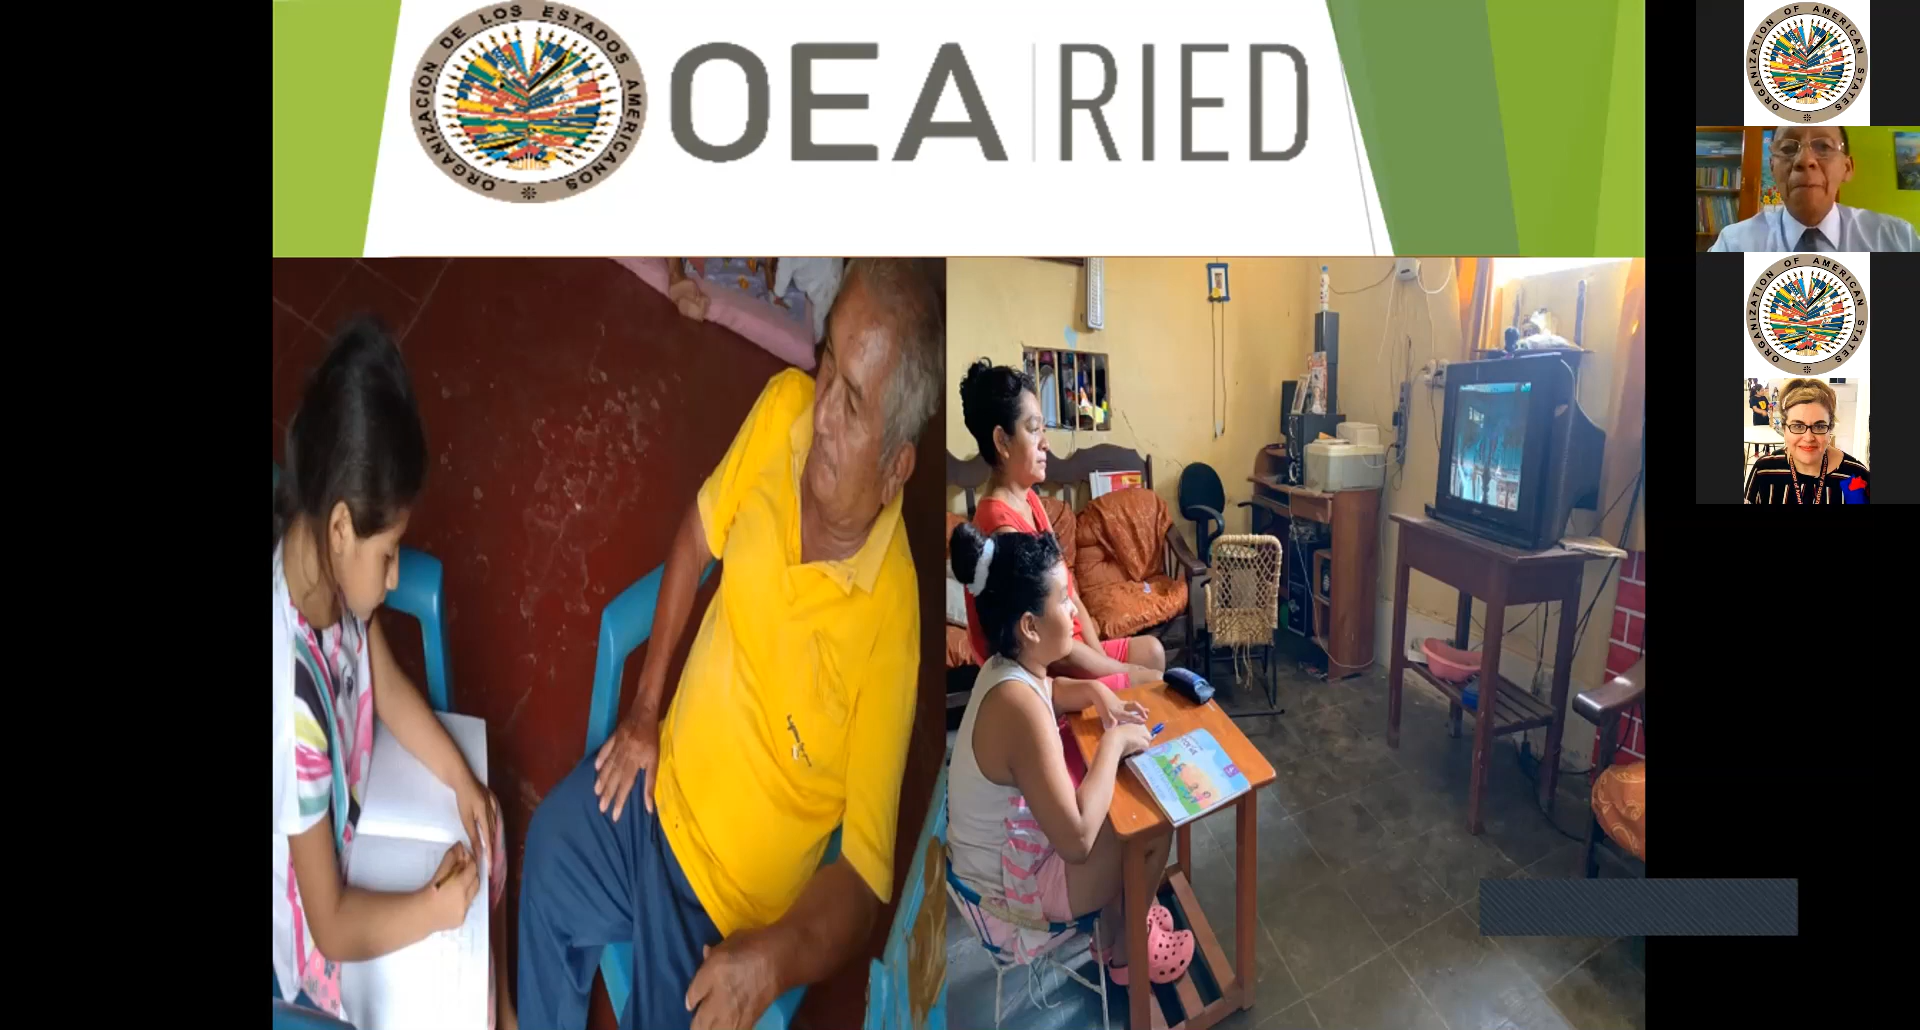 ORGANIZACION DE LOS ESTADOS AMERICANOS
OEA RIED
ORGANIZATION OF AMERICAN STATES
ORGANIZATION OF AMERICAN STATES